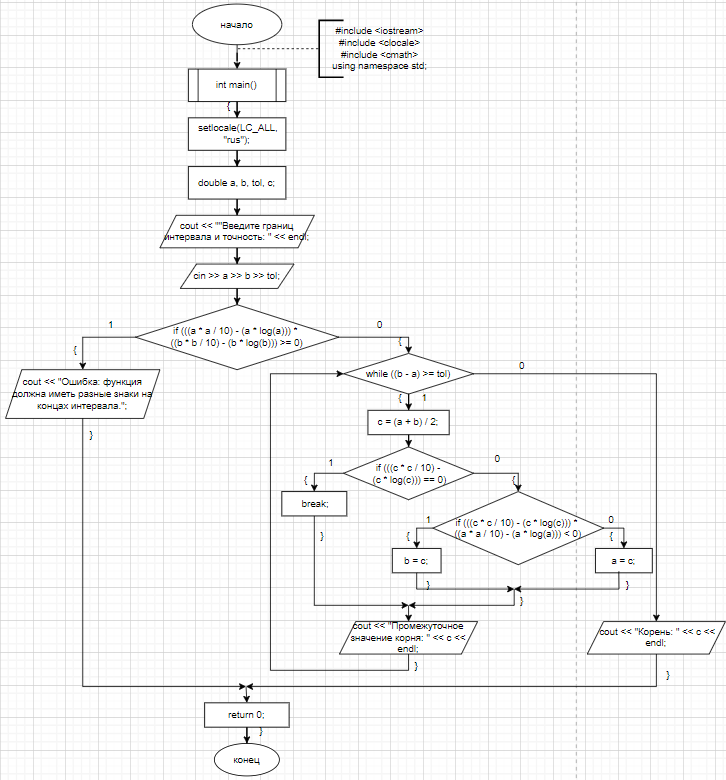 начало
#include <iostream>
#include <clocale>
#include <cmath>
using namespace std;
int main()
{
setlocale(LC_ALL,
"rus");
double a, b, tol, c;
cout << ""Введите границ
интервала и точность: " << endl;
cin >> a >> b >> tol;
if (((a * a / 10) - (a * log(a))) *
((b * b / 10) - (b * log(b))) >= 0)
1
0
{
{
cout << "Ошибка: функция
должна иметь разные знаки на
концах интервала.";
}
while ((b - a) >= tol)
0
{
1
c = (a + b) / 2;
if (((c * c / 10) -
(c * log(c))) == 0)
1
0
{
{
break;
}
if (((c * c / 10) - (c * log(c))) *
((a * a / 10) - (a * log(a))) < 0)
1
0
{
{
b = c;
a = c;
}
}
}
cout << "Промежуточное
значение корня: " << c <<
endl;
}
cout << "Корень: " << c <<
endl;
}
return 0;
}
конец